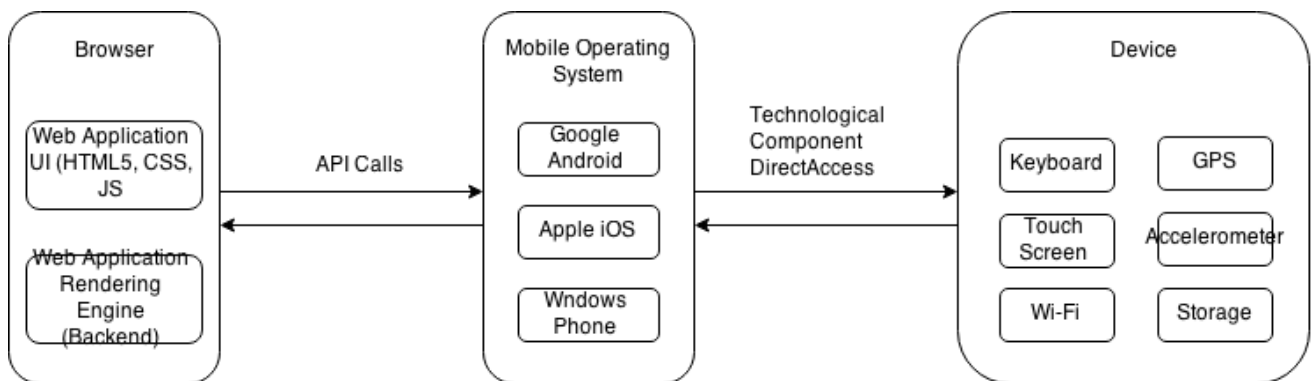 Browser
Web Application
UI (HTML5, CSS,
JS
Web Application
Rendering
Engine
(Backend)
API Calls
Mobile Operating
System
Google
Android
Apple iOS
Wndows
Phone
Technological
Component
DirectAccess
Device
Keyboard
GPS
Touch
Screen
Accelerometer
Wi-Fi
Storage